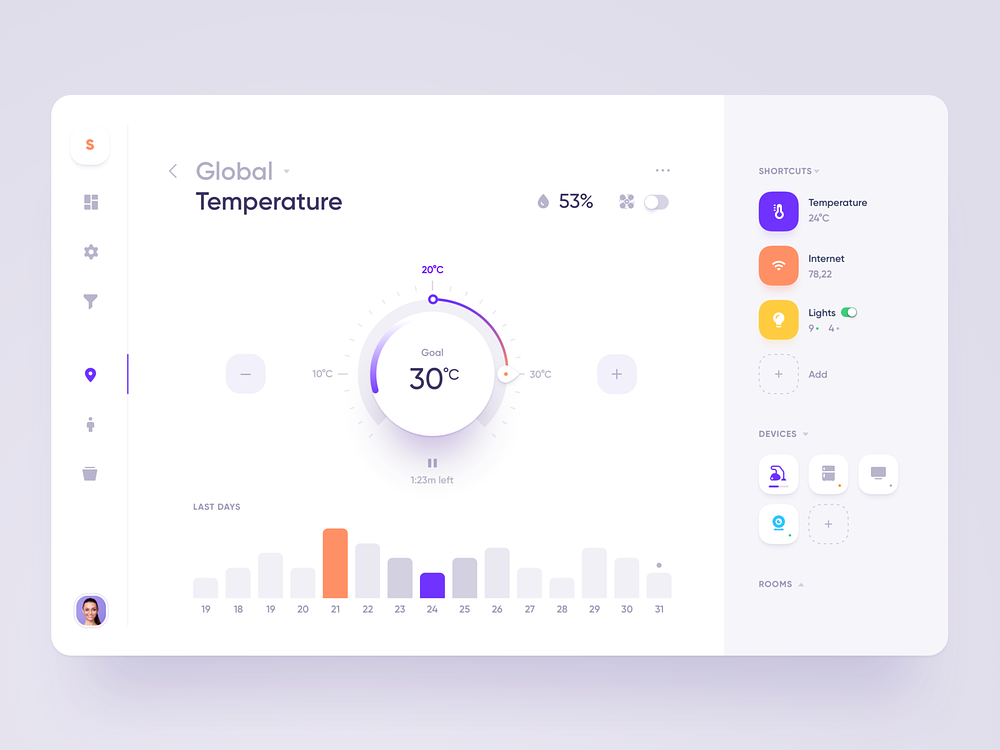 S
Global
Temperature
53%
20°C
10°C
Goal
30°C
30°C
1:23m left
LAST DAYS
19 18 19 20 21 22 23 24 25 26 27 28 29 30 31
SHORTCUTS
Temperature
24°C
Internet
78,22
Lights
9 4
Add
DEVICES
ROOMS